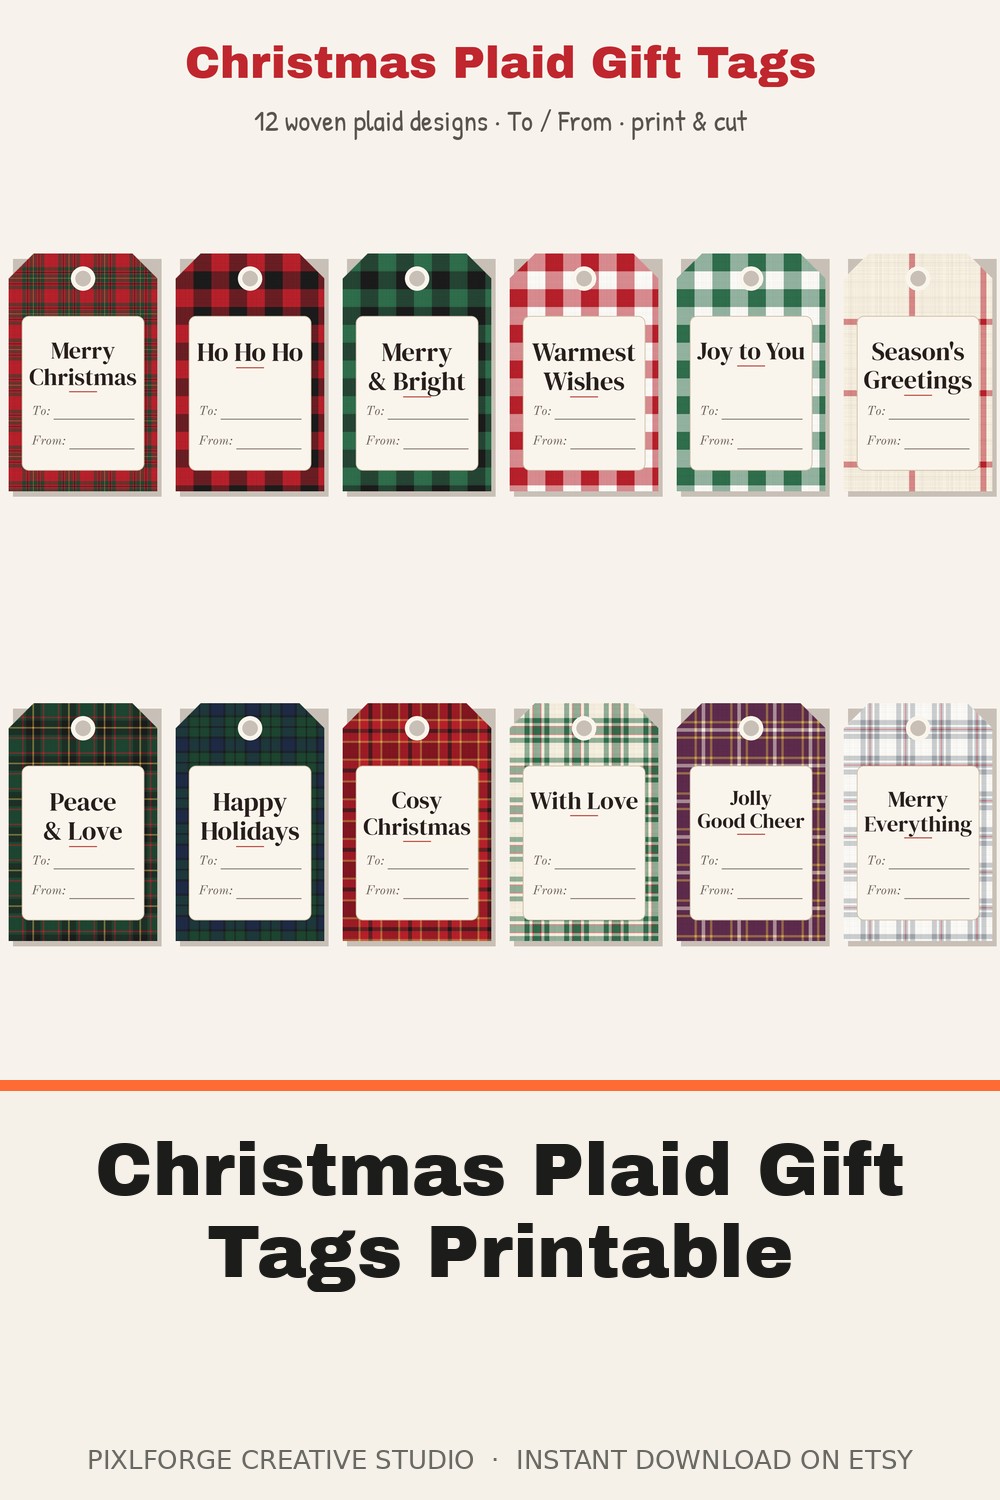 Christmas Plaid Gift Tags
12 woven plaid designs · To / From · print & cut
Merry
Christmas
To:
From:
Ho Ho Ho
To:
From:
Merry
& Bright
To:
From:
Warmest
Wishes
To:
From:
Joy to You
To:
From:
Season's
Greetings
To:
From:
Peace
& Love
To:
From:
Happy
Holidays
To:
From:
Cosy
Christmas
To:
From:
With Love
To:
From:
Jolly
Good Cheer
To:
From:
Merry
Everything
To:
From:
Christmas Plaid Gift
Tags Printable
PIXLFORGE CREATIVE STUDIO · INSTANT DOWNLOAD ON ETSY